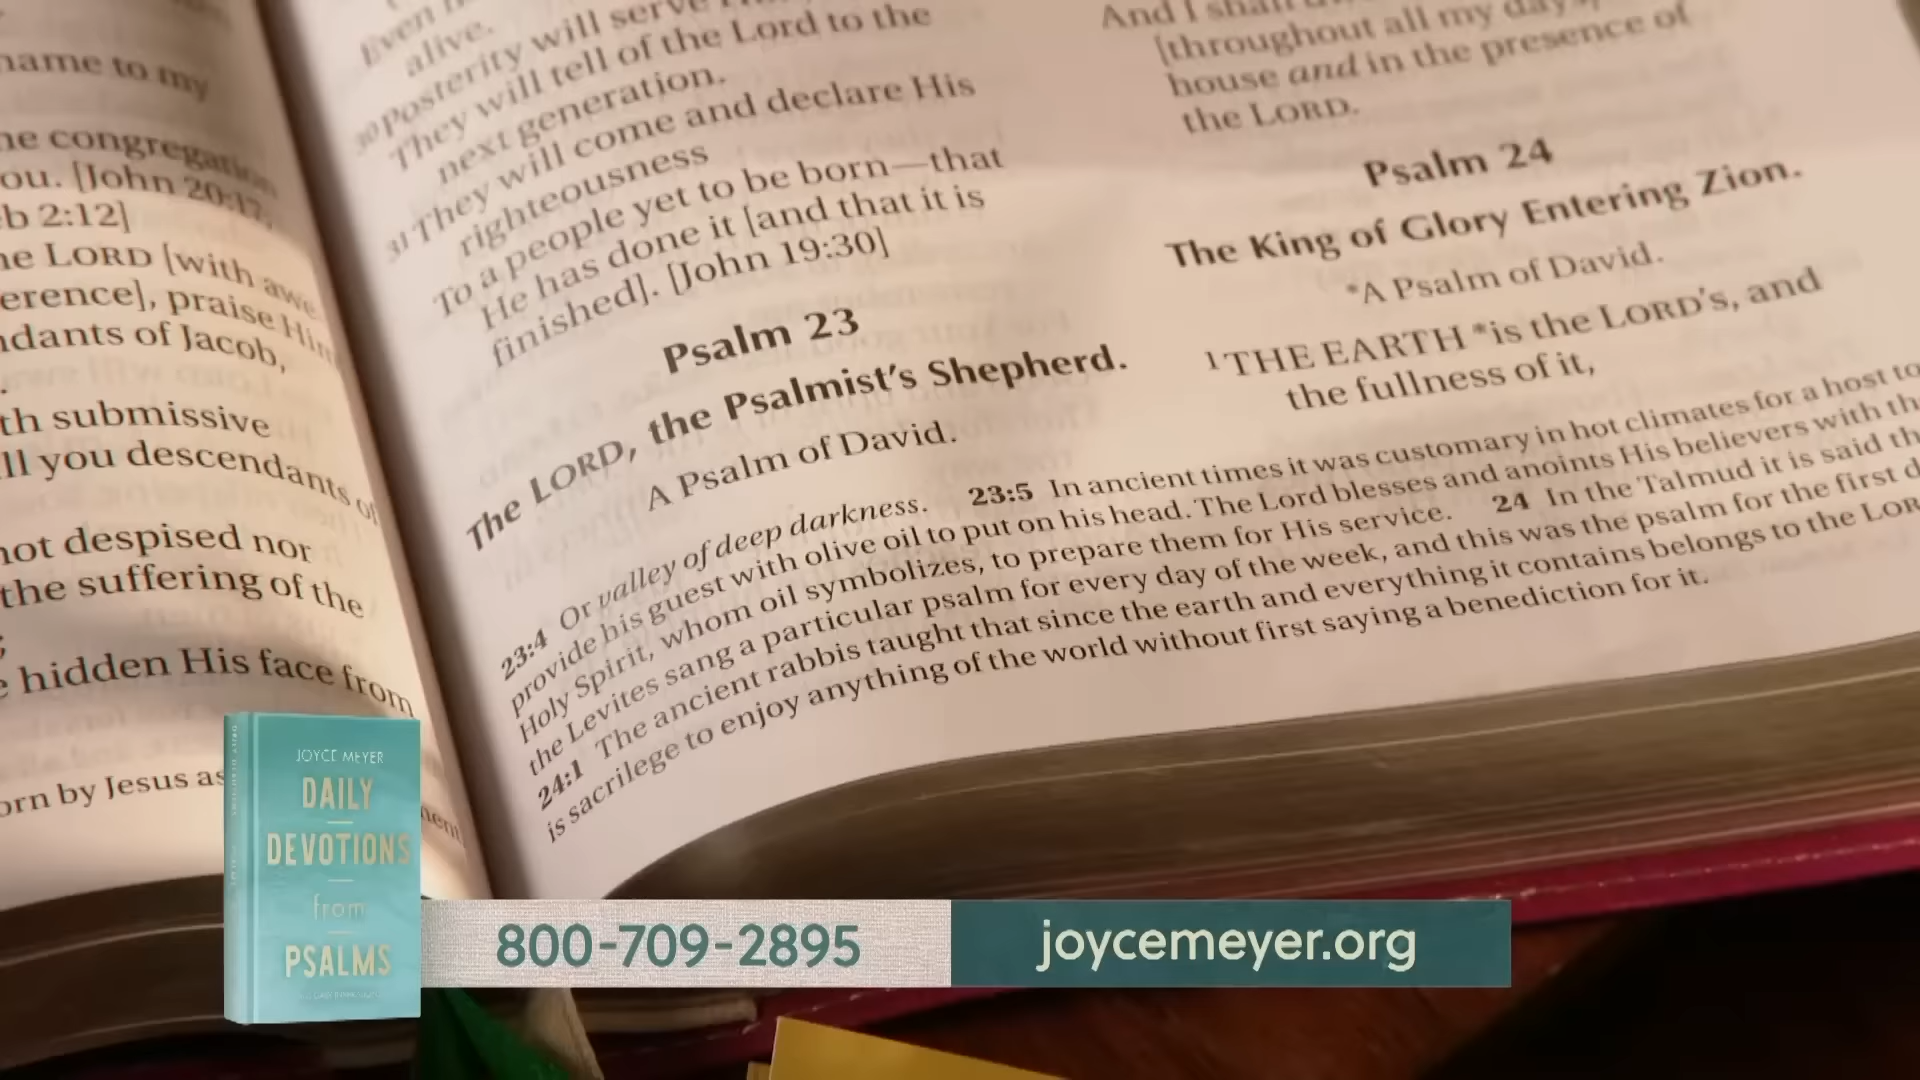 name to my
congregation
ou. [John 20:17,
b 2:12]
LORD [with awe
erence], praise Him
dants of Jacob,
th submissive
ll you descendants of
not despised nor
the suffering of the
hidden His face from
orn by Jesus as
Even
alive.
30 Posterity will serve
They will tell of the Lord to the
next generation.
31 They will come and declare His
righteousness
To a people yet to be born—that
He has done it [and that it is
finished]. [John 19:30]
Psalm 23
The LORD, the Psalmist's Shepherd.
A Psalm of David.
And I shall
[throughout all my days]
house and in the presence of
the LORD.
Psalm 24
The King of Glory Entering Zion.
*A Psalm of David.
1 THE EARTH *is the LORD'S, and
the fullness of it,
23:4 Or valley of deep darkness. 23:5 In ancient times it was customary in hot climates for a host to
provide his guest with olive oil to put on his head. The Lord blesses and anoints His believers with the
Holy Spirit, whom oil symbolizes, to prepare them for His service. 24 In the Talmud it is said
the Levites sang a particular psalm for every day of the week, and this was the psalm for the first
24:1 The ancient rabbis taught that since the earth and everything it contains belongs to the
is sacrilege to enjoy anything of the world without first saying a benediction for it.
JOYCE MEYER
DAILY
DEVOTIONS
from
PSALMS
800-709-2895
joycemeyer.org